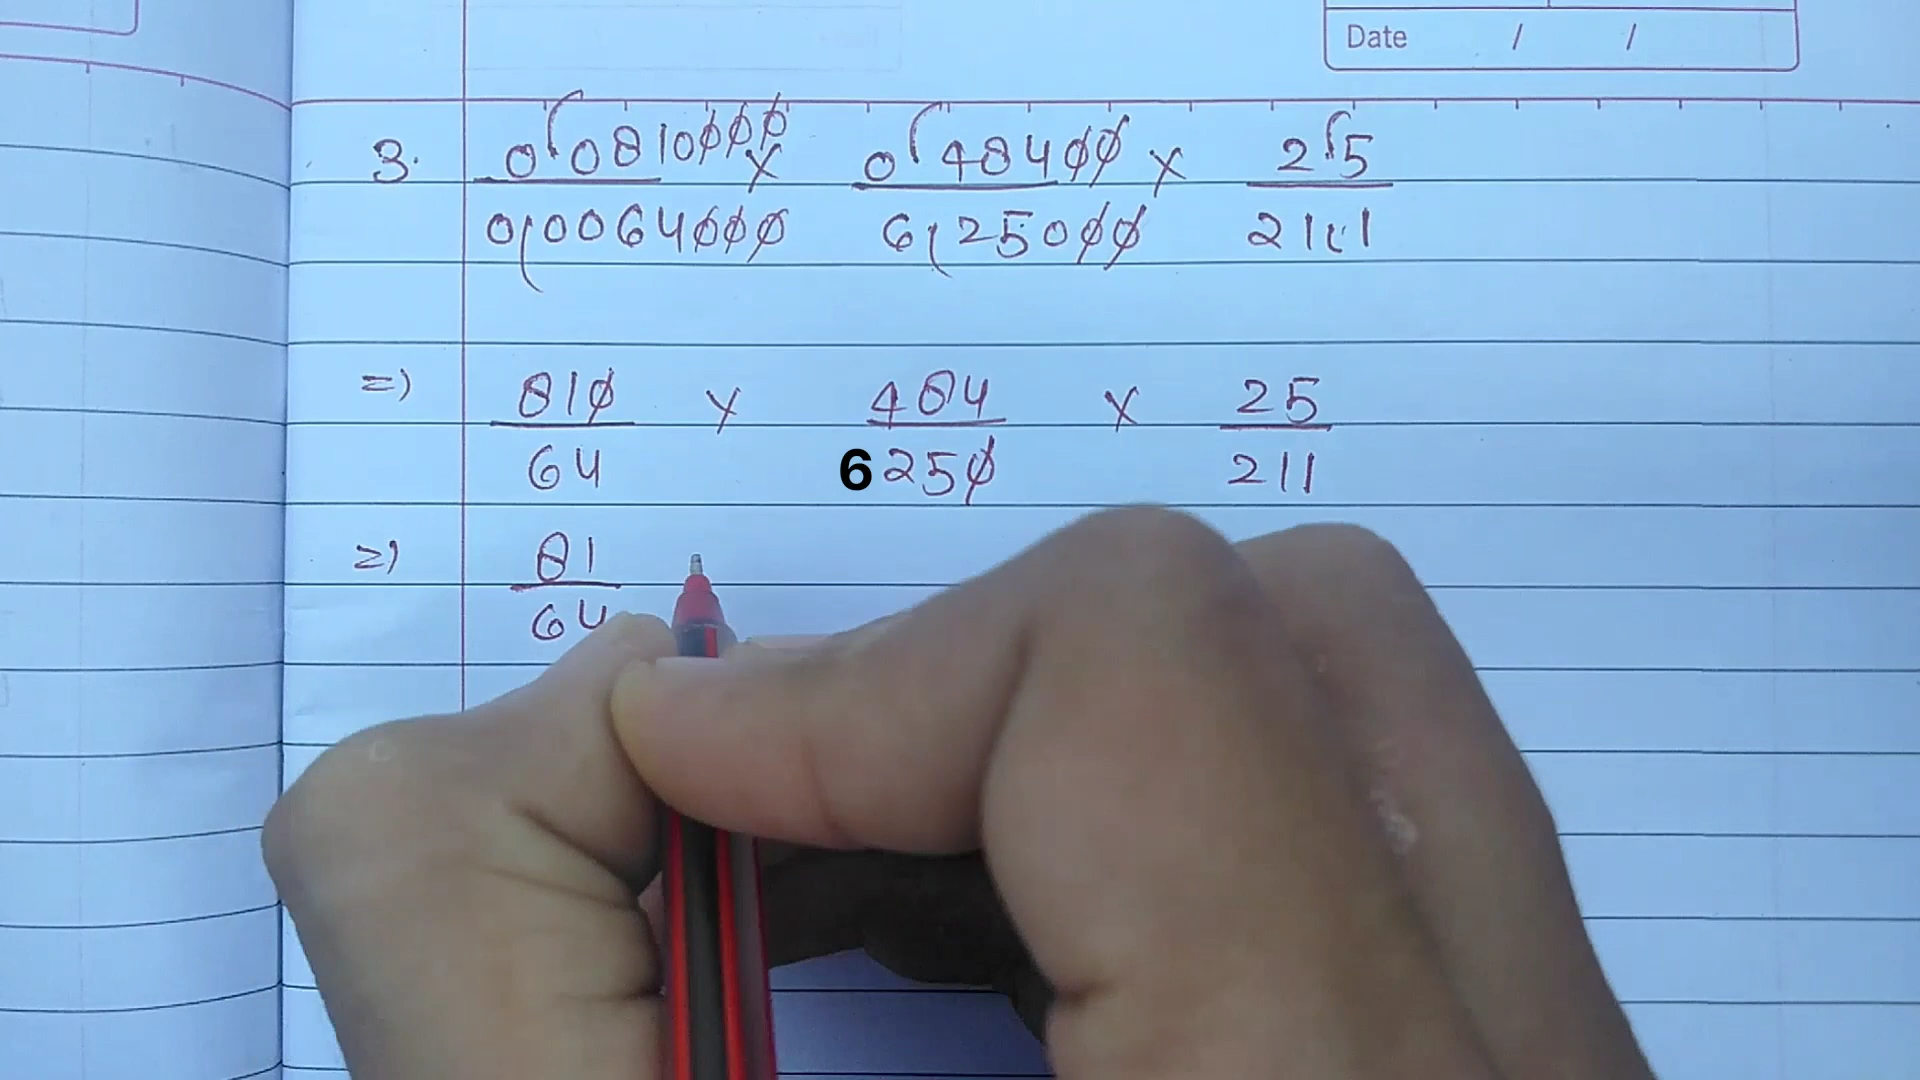 Date / /
3. 0.0810000 × 0.48400 × 2.5
0.0064000 6.25000 21.1
=) 810 × 484 × 25
64 6250 211
=) 81
64